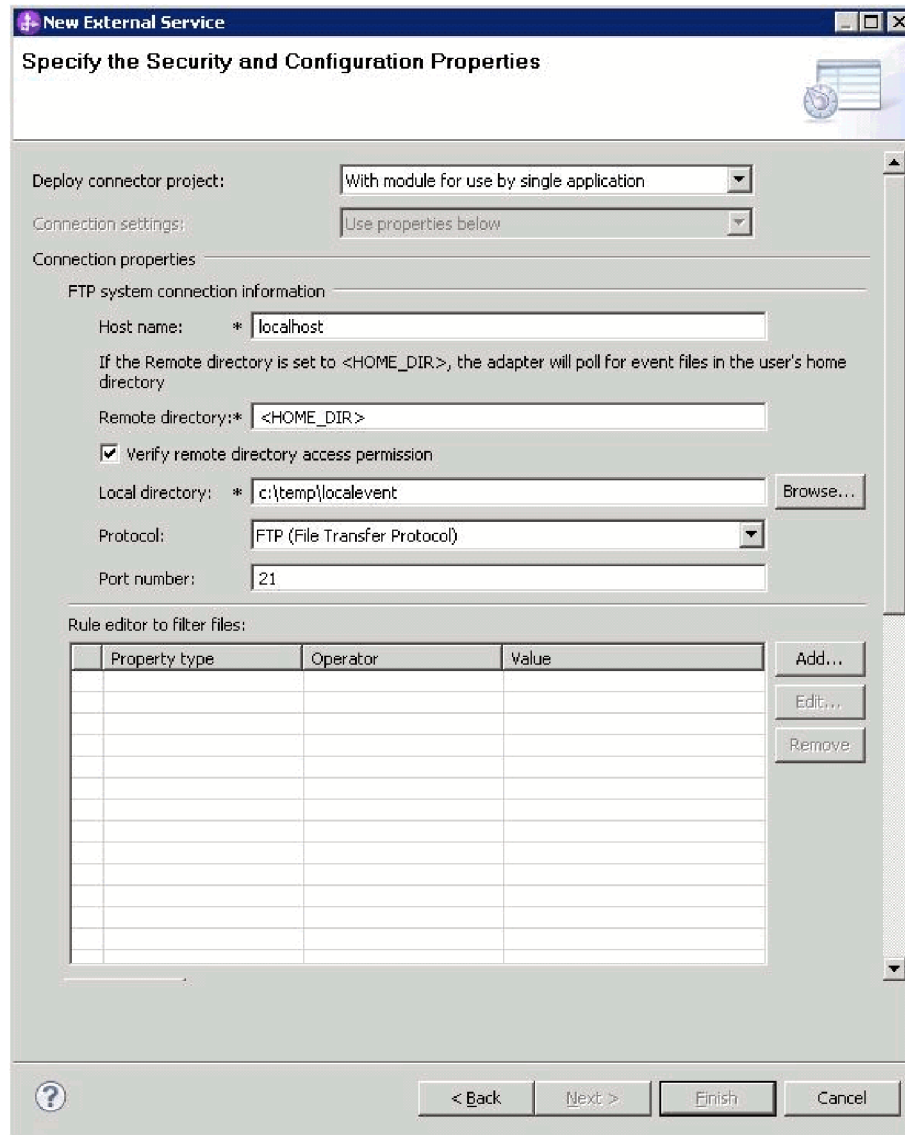 New External Service
Specify the Security and Configuration Properties
Deploy connector project: With module for use by single application
Connection settings: Use properties below
Connection properties
FTP system connection information
Host name: * localhost
If the Remote directory is set to <HOME_DIR>, the adapter will poll for event files in the user's home
directory
Remote directory:* <HOME_DIR>
Verify remote directory access permission
Local directory: * c:\temp\localevent Browse...
Protocol: FTP (File Transfer Protocol)
Port number: 21
Rule editor to filter files:
Property type Operator Value Add...
Edit...
Remove
? < Back Next > Finish Cancel